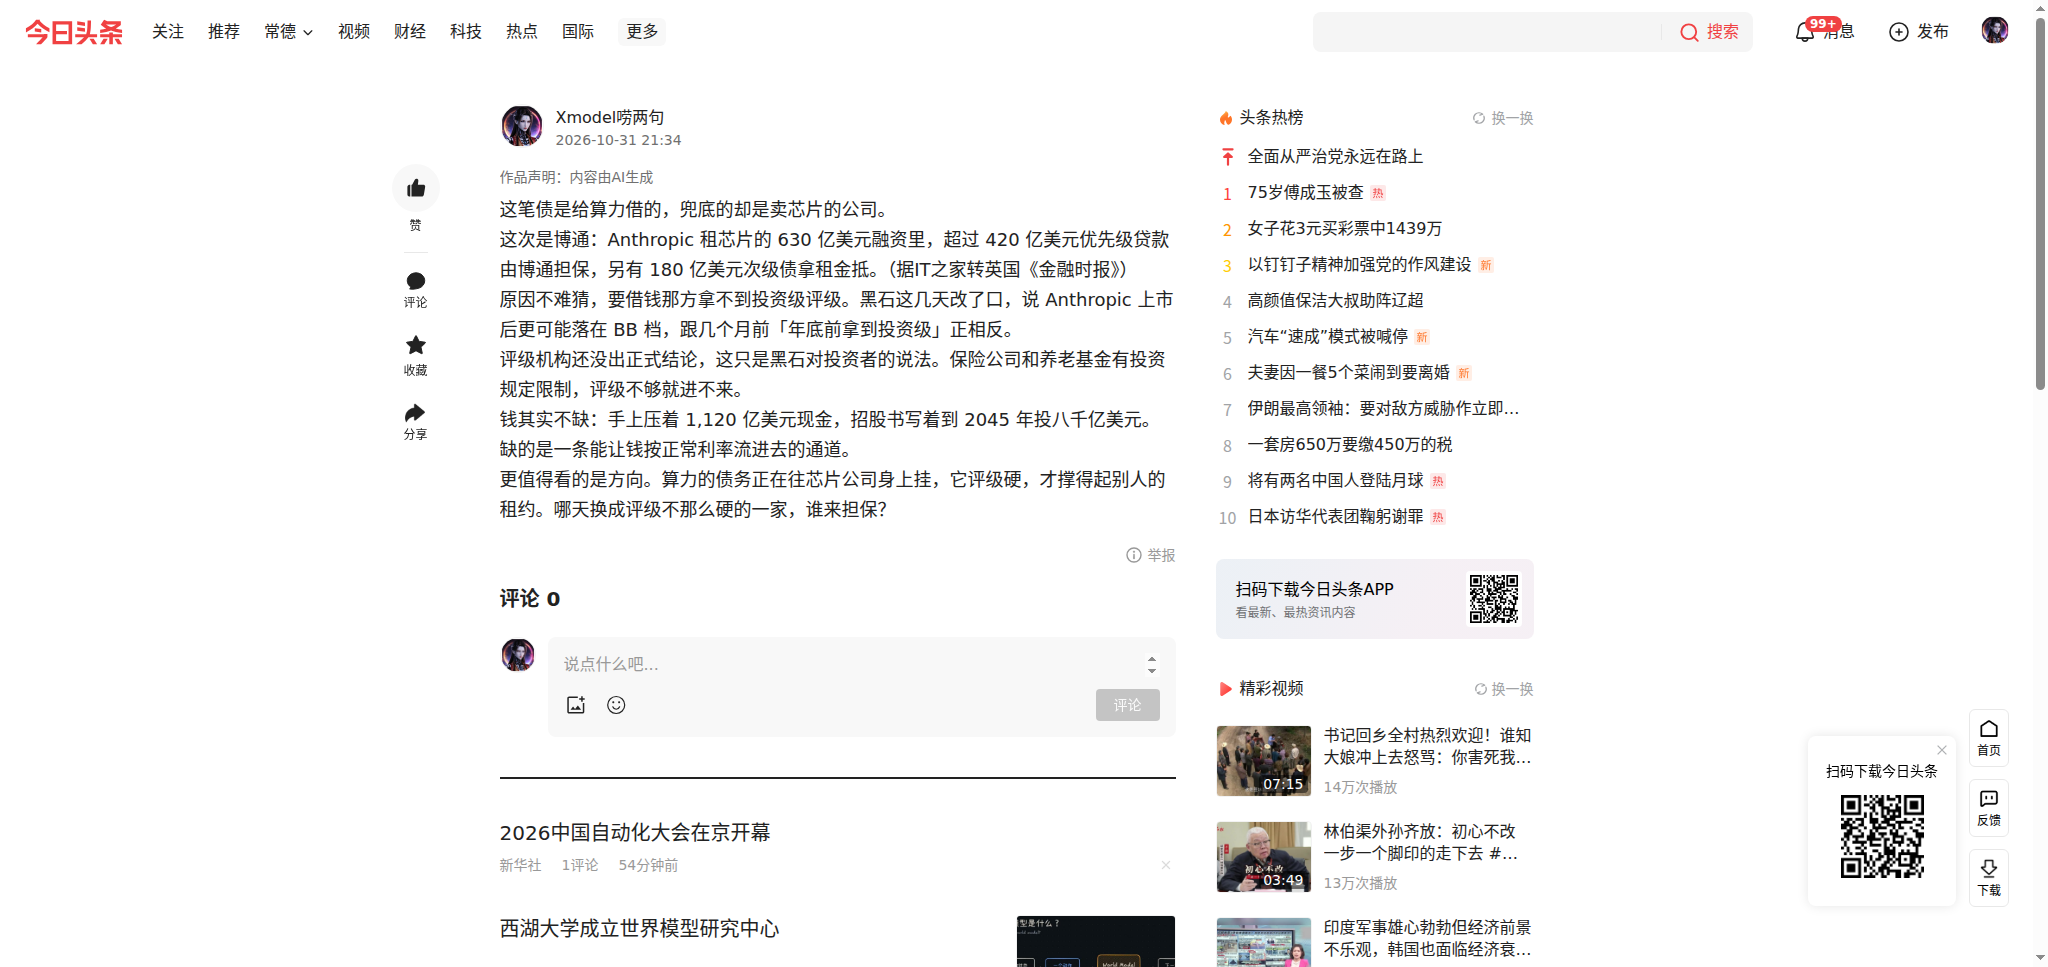 今日头条
关注
推荐
常德
视频
财经
科技
热点
国际
更多
搜索
99+
消息
发布
Xmodel唠两句
2026-10-31 21:34
作品声明：内容由AI生成
这笔债是给算力借的，兜底的却是卖芯片的公司。
这次是博通：Anthropic 租芯片的 630 亿美元融资里，超过 420 亿美元优先级贷款
由博通担保，另有 180 亿美元次级债拿租金抵。（据IT之家转英国《金融时报》）
原因不难猜，要借钱那方拿不到投资级评级。黑石这几天改了口，说 Anthropic 上市
后更可能落在 BB 档，跟几个月前「年底前拿到投资级」正相反。
评级机构还没出正式结论，这只是黑石对投资者的说法。保险公司和养老基金有投资
规定限制，评级不够就进不来。
钱其实不缺：手上压着 1,120 亿美元现金，招股书写着到 2045 年投八千亿美元。
缺的是一条能让钱按正常利率流进去的通道。
更值得看的是方向。算力的债务正在往芯片公司身上挂，它评级硬，才撑得起别人的
租约。哪天换成评级不那么硬的一家，谁来担保？
赞
评论
收藏
分享
举报
评论 0
说点什么吧...
评论
2026中国自动化大会在京开幕
新华社 1评论 54分钟前
西湖大学成立世界模型研究中心
型是什么？
World Model
头条热榜
换一换
全面从严治党永远在路上
1 75岁傅成玉被查 热
2 女子花3元买彩票中1439万
3 以钉钉子精神加强党的作风建设 新
4 高颜值保洁大叔助阵辽超
5 汽车“速成”模式被喊停 新
6 夫妻因一餐5个菜闹到要离婚 新
7 伊朗最高领袖：要对敌方威胁作立即...
8 一套房650万要缴450万的税
9 将有两名中国人登陆月球 热
10 日本访华代表团鞠躬谢罪 热
扫码下载今日头条APP
看最新、最热资讯内容
精彩视频
换一换
书记回乡全村热烈欢迎！谁知
大娘冲上去怒骂：你害死我...
07:15
14万次播放
林伯渠外孙齐放：初心不改
一步一个脚印的走下去 #...
初心不改
03:49
13万次播放
印度军事雄心勃勃但经济前景
不乐观，韩国也面临经济衰...
扫码下载今日头条
首页
反馈
下载